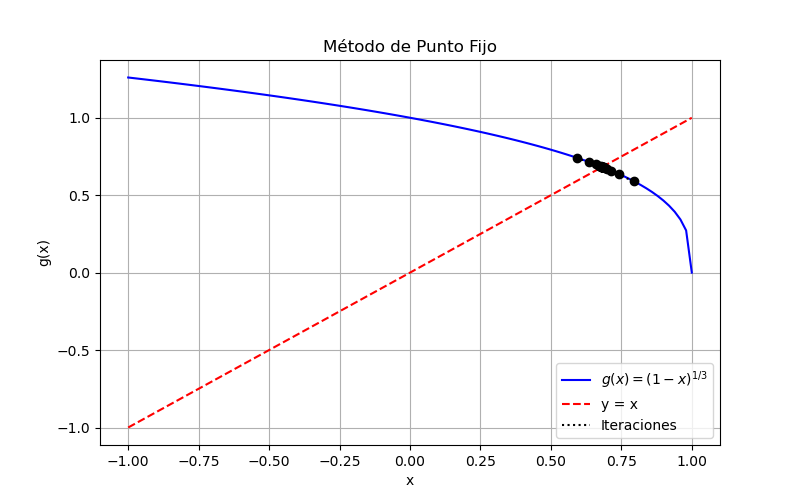 Método de Punto Fijo
g(x)
1.0
0.5
0.0
−0.5
−1.0
−1.00
−0.75
−0.50
−0.25
0.00
0.25
0.50
0.75
1.00
x
g(x) = (1 − x)^{1/3}
y = x
Iteraciones